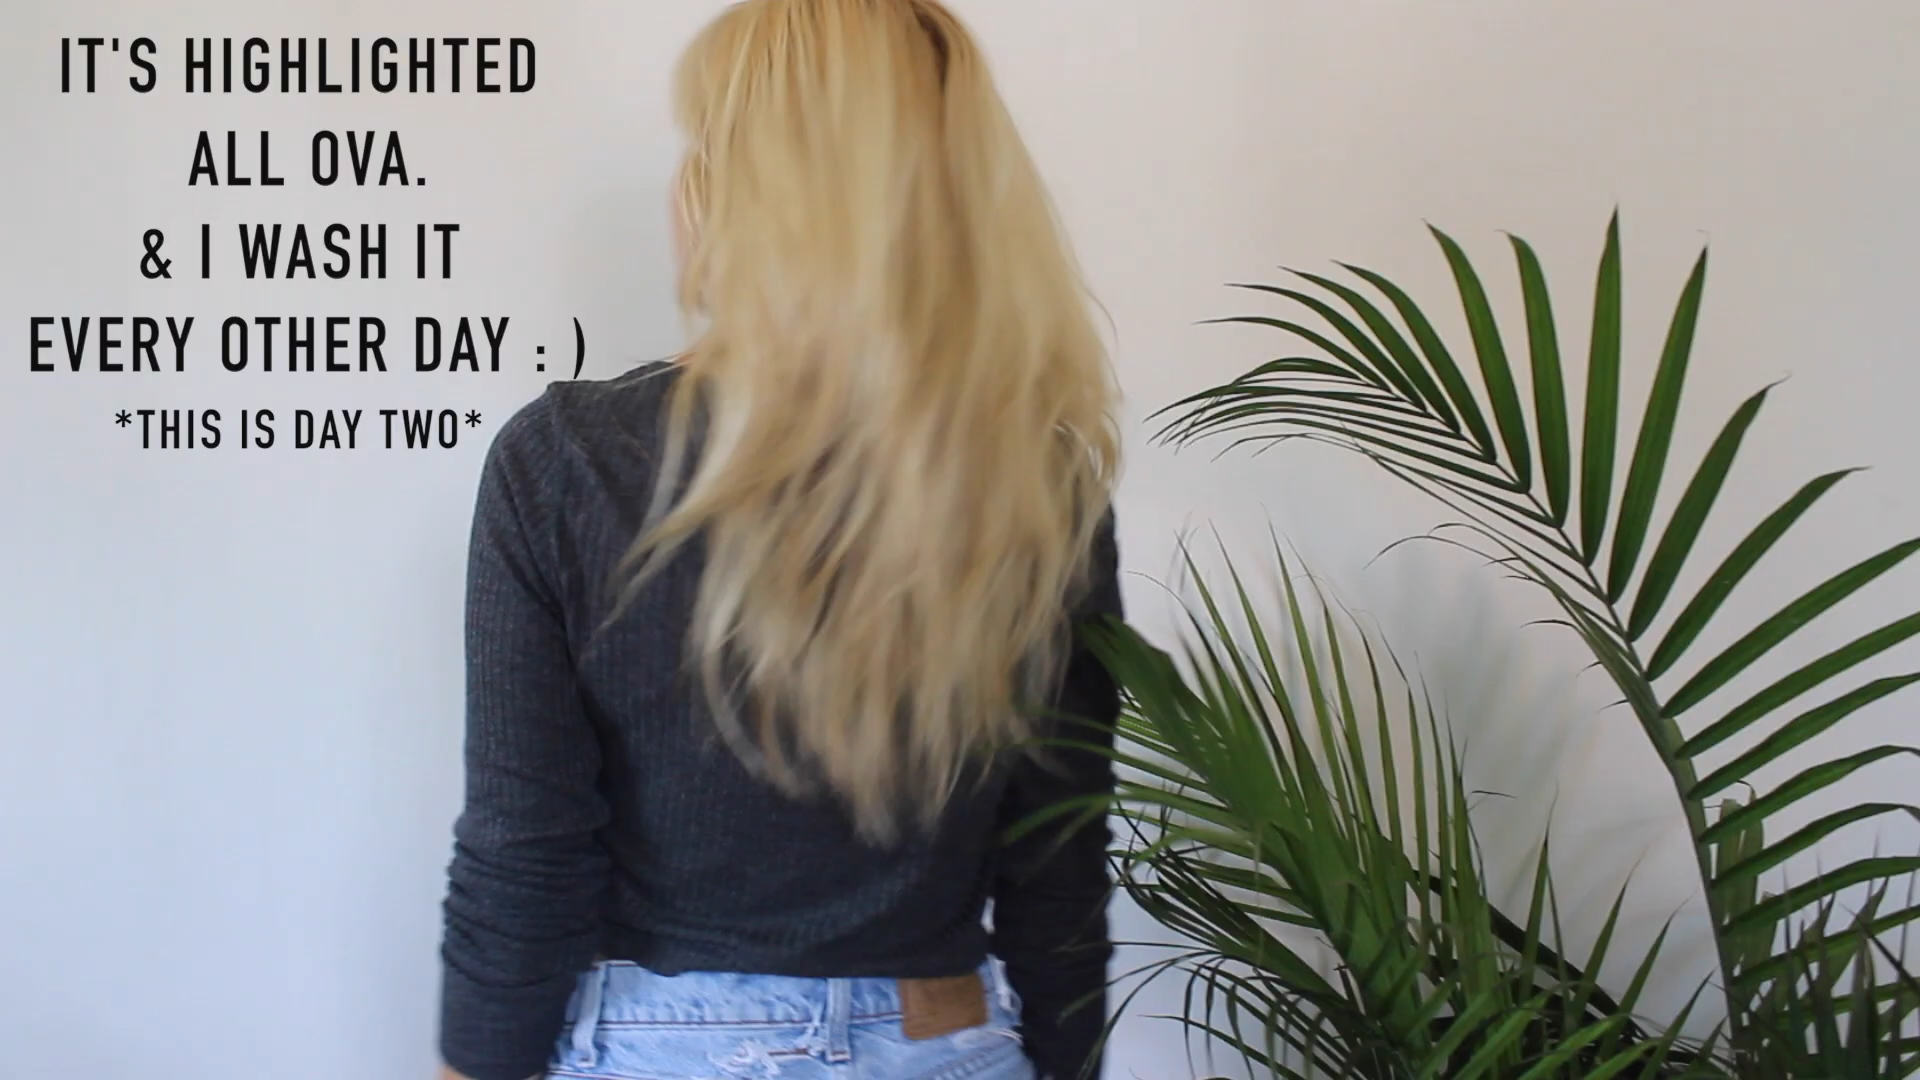 IT'S HIGHLIGHTED
ALL OVA.
& I WASH IT
EVERY OTHER DAY : )
*THIS IS DAY TWO*